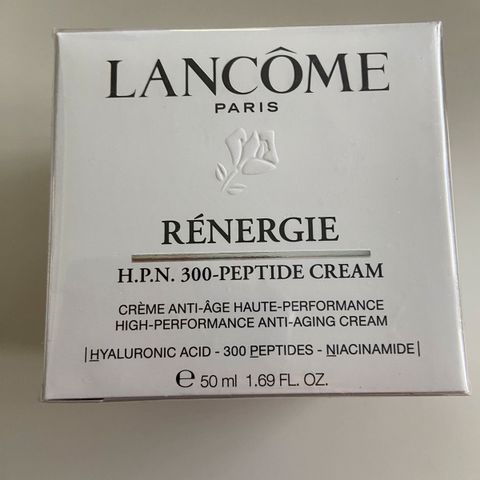 LANCÔME
PARIS
RÉNERGIE
H.P.N. 300-PEPTIDE CREAM
CRÈME ANTI-ÂGE HAUTE-PERFORMANCE
HIGH-PERFORMANCE ANTI-AGING CREAM
|HYALURONIC ACID - 300 PEPTIDES - NIACINAMIDE|
℮ 50 ml 1.69 FL. OZ.